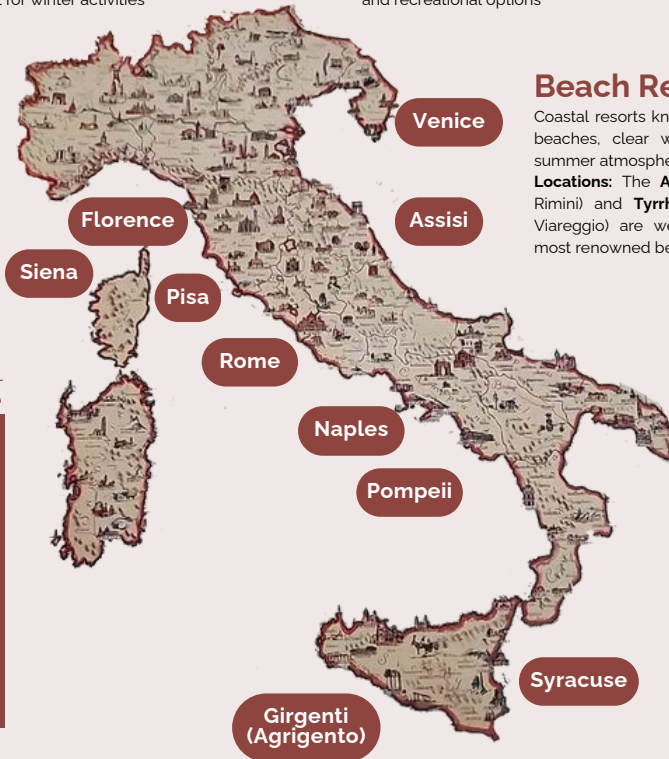 for winter activities
and recreational options
Beach Re
Coastal resorts kn
beaches, clear w
summer atmosphe
Locations: The A
Rimini) and Tyrrh
Viareggio) are we
most renowned be
Venice
Florence
Assisi
Siena
Pisa
Rome
Naples
Pompeii
Syracuse
Girgenti
(Agrigento)